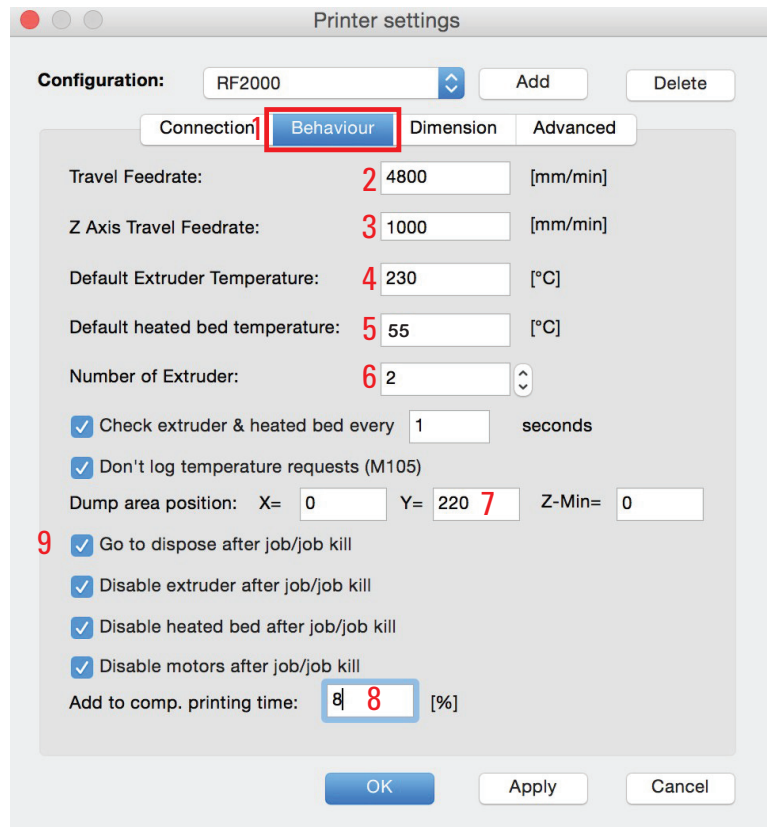 Printer settings
Configuration: RF2000 Add Delete
Connection 1 Behaviour Dimension Advanced
Travel Feedrate: 2 4800 [mm/min]
Z Axis Travel Feedrate: 3 1000 [mm/min]
Default Extruder Temperature: 4 230 [°C]
Default heated bed temperature: 5 55 [°C]
Number of Extruder: 6 2
Check extruder & heated bed every 1 seconds
Don't log temperature requests (M105)
Dump area position: X= 0 Y= 220 7 Z-Min= 0
9 Go to dispose after job/job kill
Disable extruder after job/job kill
Disable heated bed after job/job kill
Disable motors after job/job kill
Add to comp. printing time: 8 8 [%]
OK Apply Cancel